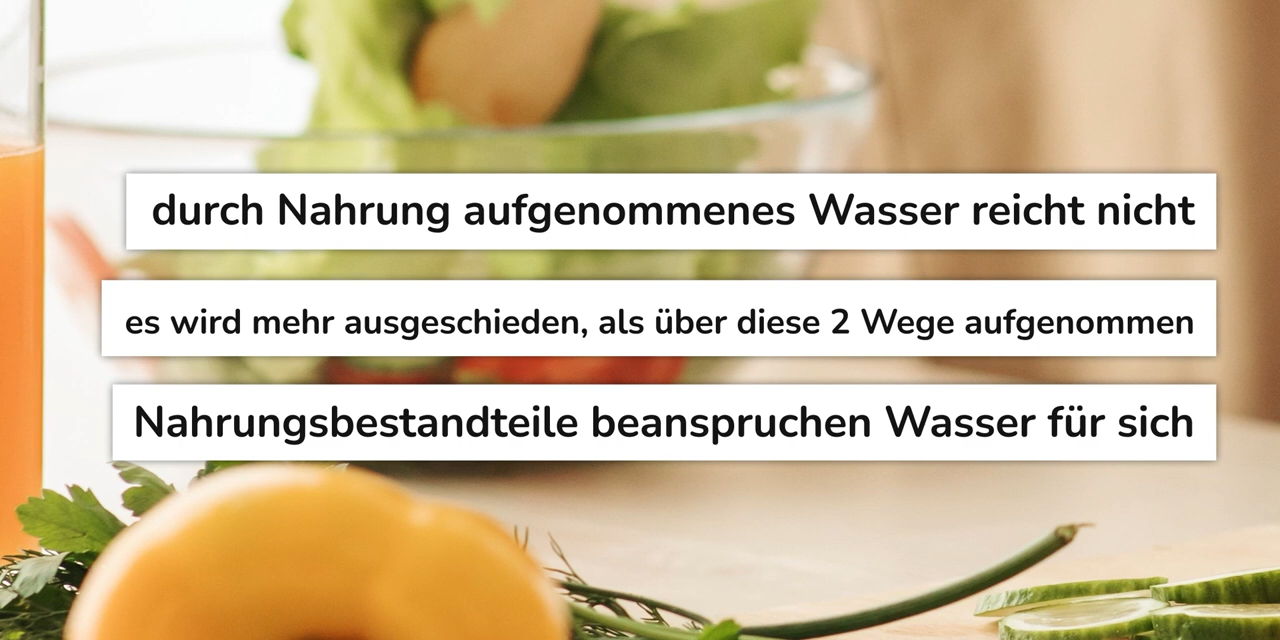 durch Nahrung aufgenommenes Wasser reicht nicht
es wird mehr ausgeschieden, als über diese 2 Wege aufgenommen
Nahrungsbestandteile beanspruchen Wasser für sich